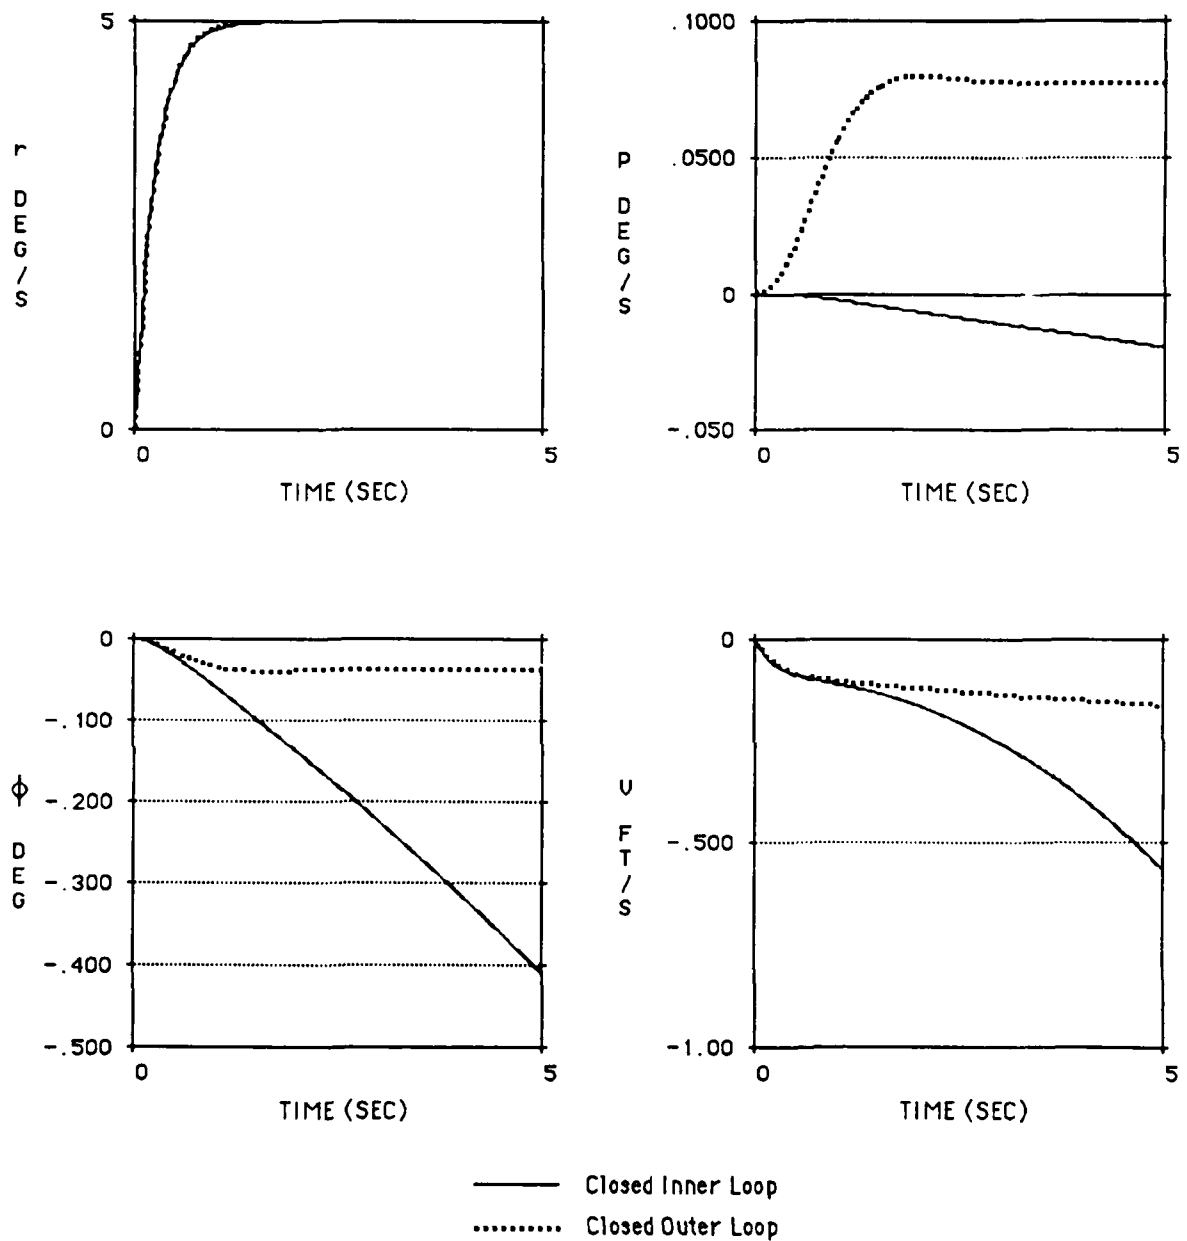 5
r
DEG/S
0
0
5
TIME (SEC)
.1000
.0500
P
DEG/S
0
-.050
0
5
TIME (SEC)
0
-.100
-.200
-.300
-.400
-.500
ϕ
DEG
0
5
TIME (SEC)
0
-.500
-1.00
V
FT/S
0
5
TIME (SEC)
Closed Inner Loop
Closed Outer Loop